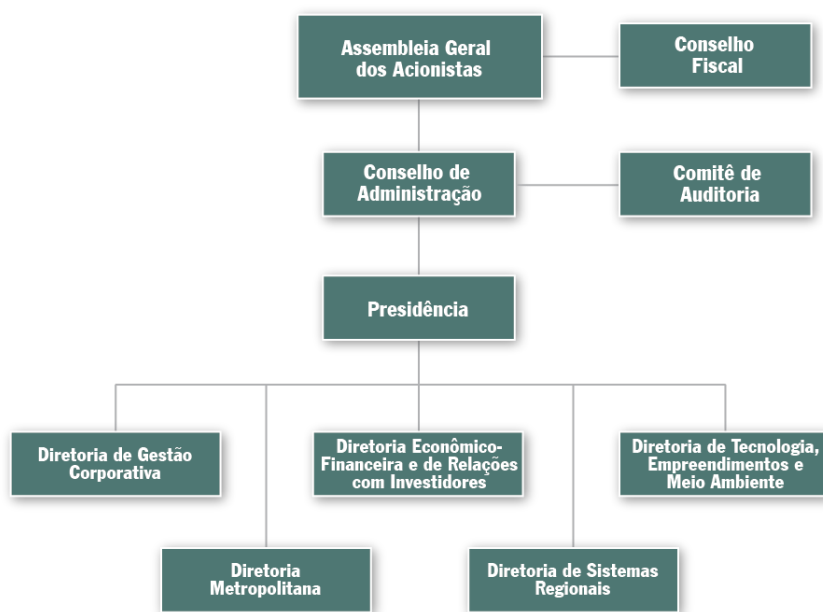 Assembleia Geral
dos Acionistas
Conselho
Fiscal
Conselho de
Administração
Comitê de
Auditoria
Presidência
Diretoria de Gestão
Corporativa
Diretoria Econômico-
Financeira e de Relações
com Investidores
Diretoria de Tecnologia,
Empreendimentos e
Meio Ambiente
Diretoria
Metropolitana
Diretoria de Sistemas
Regionais